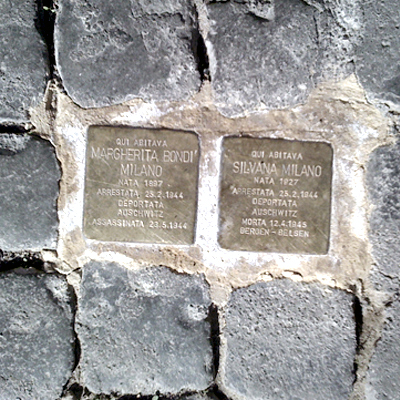 QUI ABITAVA
MARGHERITA BONDI'
MILANO
NATA 1897
ARRESTATA 25.2.1944
DEPORTATA
AUSCHWITZ
ASSASSINATA 23.5.1944
QUI ABITAVA
SILVANA MILANO
NATA 1927
ARRESTATA 25.2.1944
DEPORTATA
AUSCHWITZ
MORTA 12.4.1945
BERGEN-BELSEN